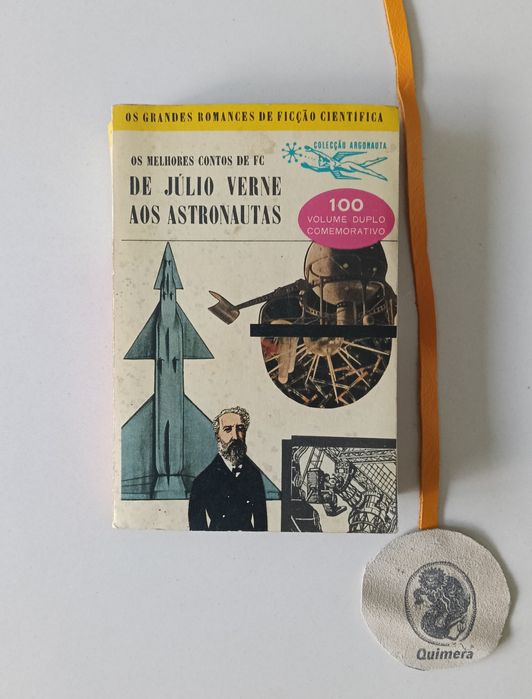 OS GRANDES ROMANCES DE FICÇÃO CIENTIFICA
COLECÇÃO ARGONAUTA
OS MELHORES CONTOS DE FC
DE JÚLIO VERNE
AOS ASTRONAUTAS
100
VOLUME DUPLO
COMEMORATIVO
Quimera